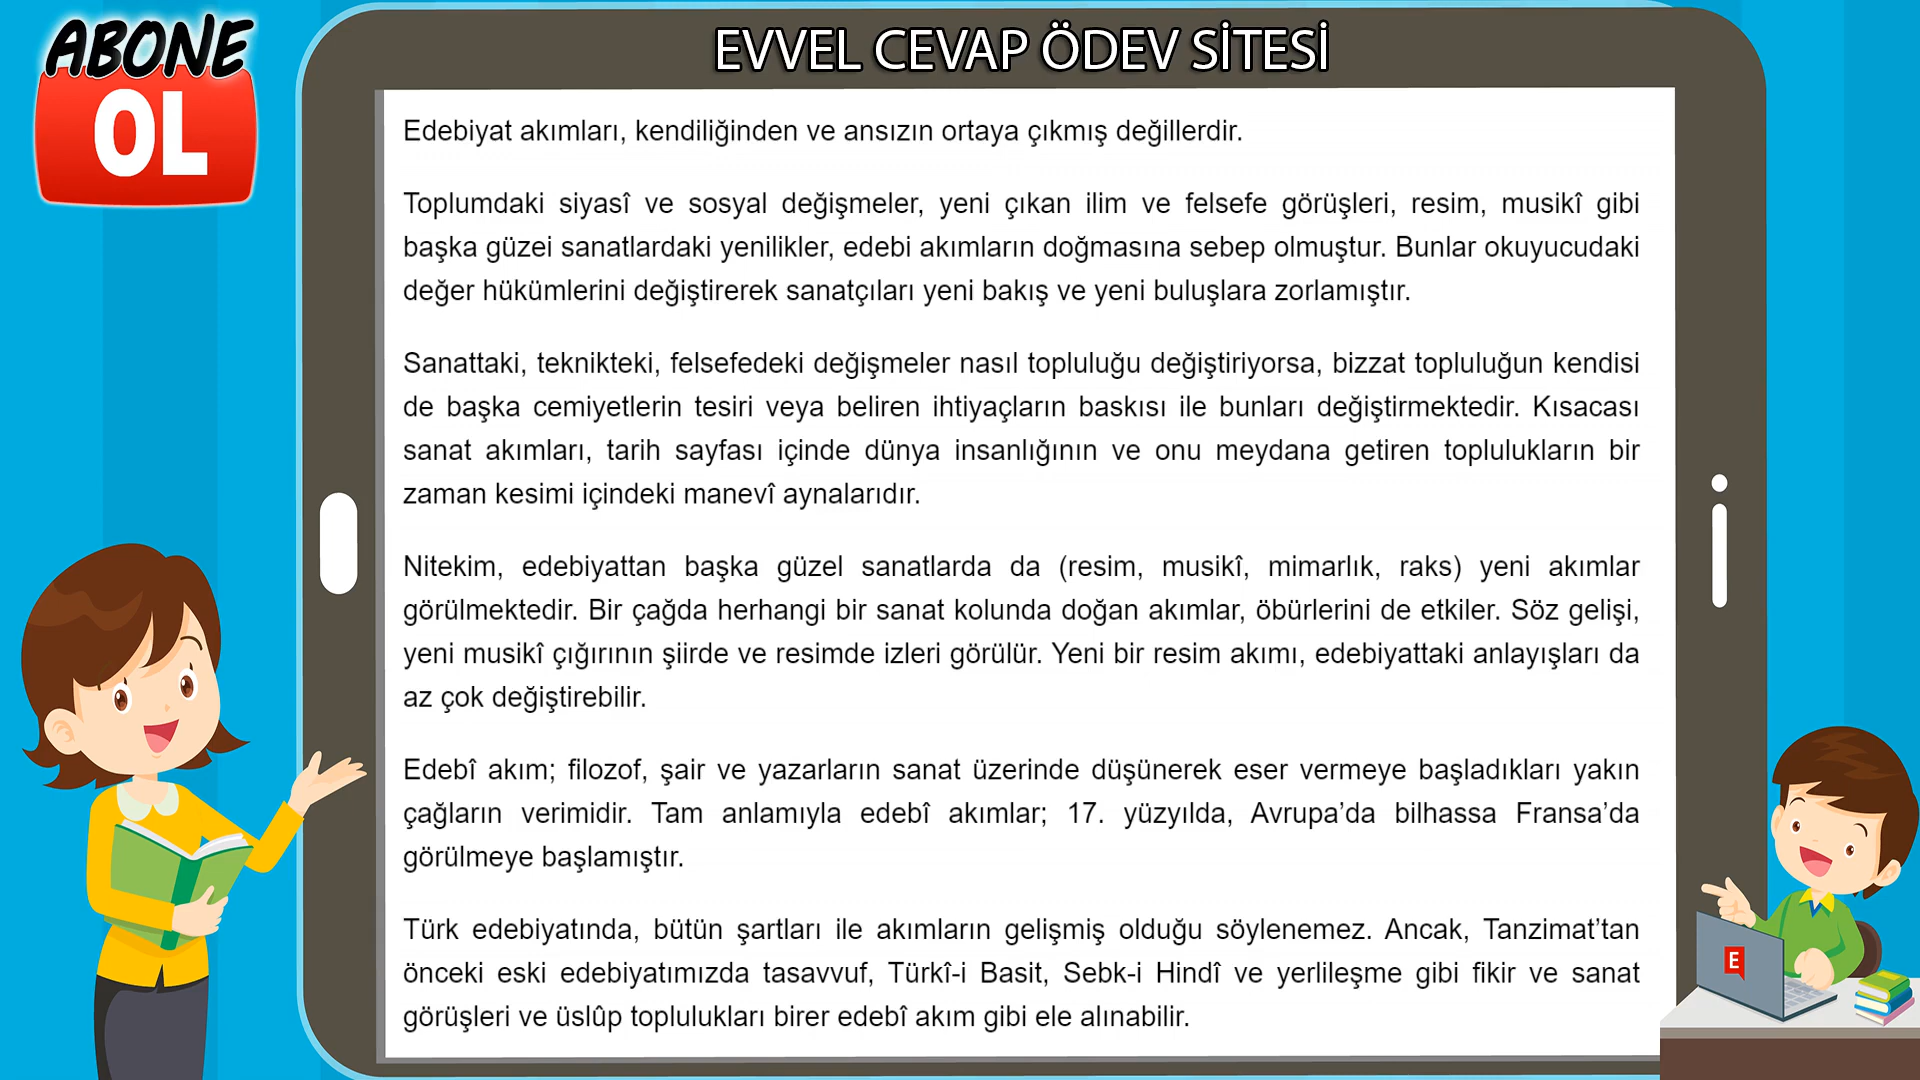 ABONE
OL
EVVEL CEVAP ÖDEV SİTESİ
Edebiyat akımları, kendiliğinden ve ansızın ortaya çıkmış değillerdir.
Toplumdaki siyasî ve sosyal değişmeler, yeni çıkan ilim ve felsefe görüşleri, resim, musikî gibi
başka güzei sanatlardaki yenilikler, edebi akımların doğmasına sebep olmuştur. Bunlar okuyucudaki
değer hükümlerini değiştirerek sanatçıları yeni bakış ve yeni buluşlara zorlamıştır.
Sanattaki, teknikteki, felsefedeki değişmeler nasıl topluluğu değiştiriyorsa, bizzat topluluğun kendisi
de başka cemiyetlerin tesiri veya beliren ihtiyaçların baskısı ile bunları değiştirmektedir. Kısacası
sanat akımları, tarih sayfası içinde dünya insanlığının ve onu meydana getiren toplulukların bir
zaman kesimi içindeki manevî aynalarıdır.
Nitekim, edebiyattan başka güzel sanatlarda da (resim, musikî, mimarlık, raks) yeni akımlar
görülmektedir. Bir çağda herhangi bir sanat kolunda doğan akımlar, öbürlerini de etkiler. Söz gelişi,
yeni musikî çığırının şiirde ve resimde izleri görülür. Yeni bir resim akımı, edebiyattaki anlayışları da
az çok değiştirebilir.
Edebî akım; filozof, şair ve yazarların sanat üzerinde düşünerek eser vermeye başladıkları yakın
çağların verimidir. Tam anlamıyla edebî akımlar; 17. yüzyılda, Avrupa’da bilhassa Fransa’da
görülmeye başlamıştır.
Türk edebiyatında, bütün şartları ile akımların gelişmiş olduğu söylenemez. Ancak, Tanzimat’tan
önceki eski edebiyatımızda tasavvuf, Türkî-i Basit, Sebk-i Hindî ve yerlileşme gibi fikir ve sanat
görüşleri ve üslûp toplulukları birer edebî akım gibi ele alınabilir.
E